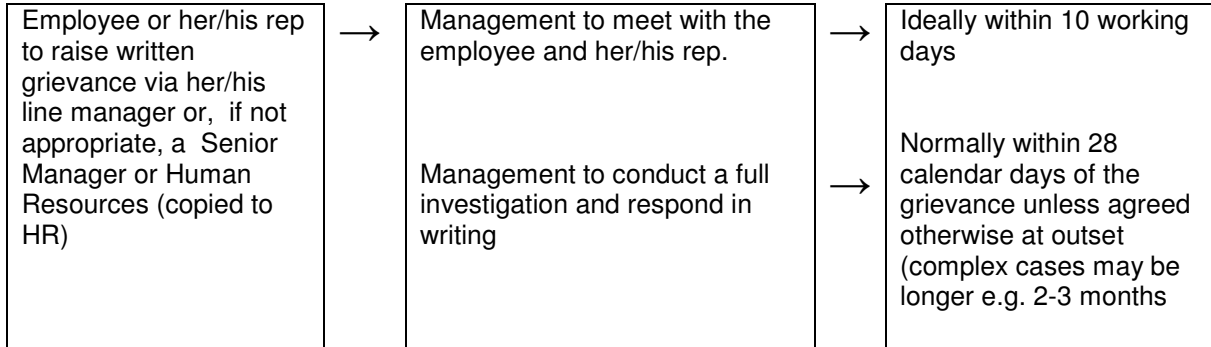 Employee or her/his rep
to raise written
grievance via her/his
line manager or, if not
appropriate, a Senior
Manager or Human
Resources (copied to
HR)
→
Management to meet with the
employee and her/his rep.
Management to conduct a full
investigation and respond in
writing
→
→
Ideally within 10 working
days
Normally within 28
calendar days of the
grievance unless agreed
otherwise at outset
(complex cases may be
longer e.g. 2-3 months